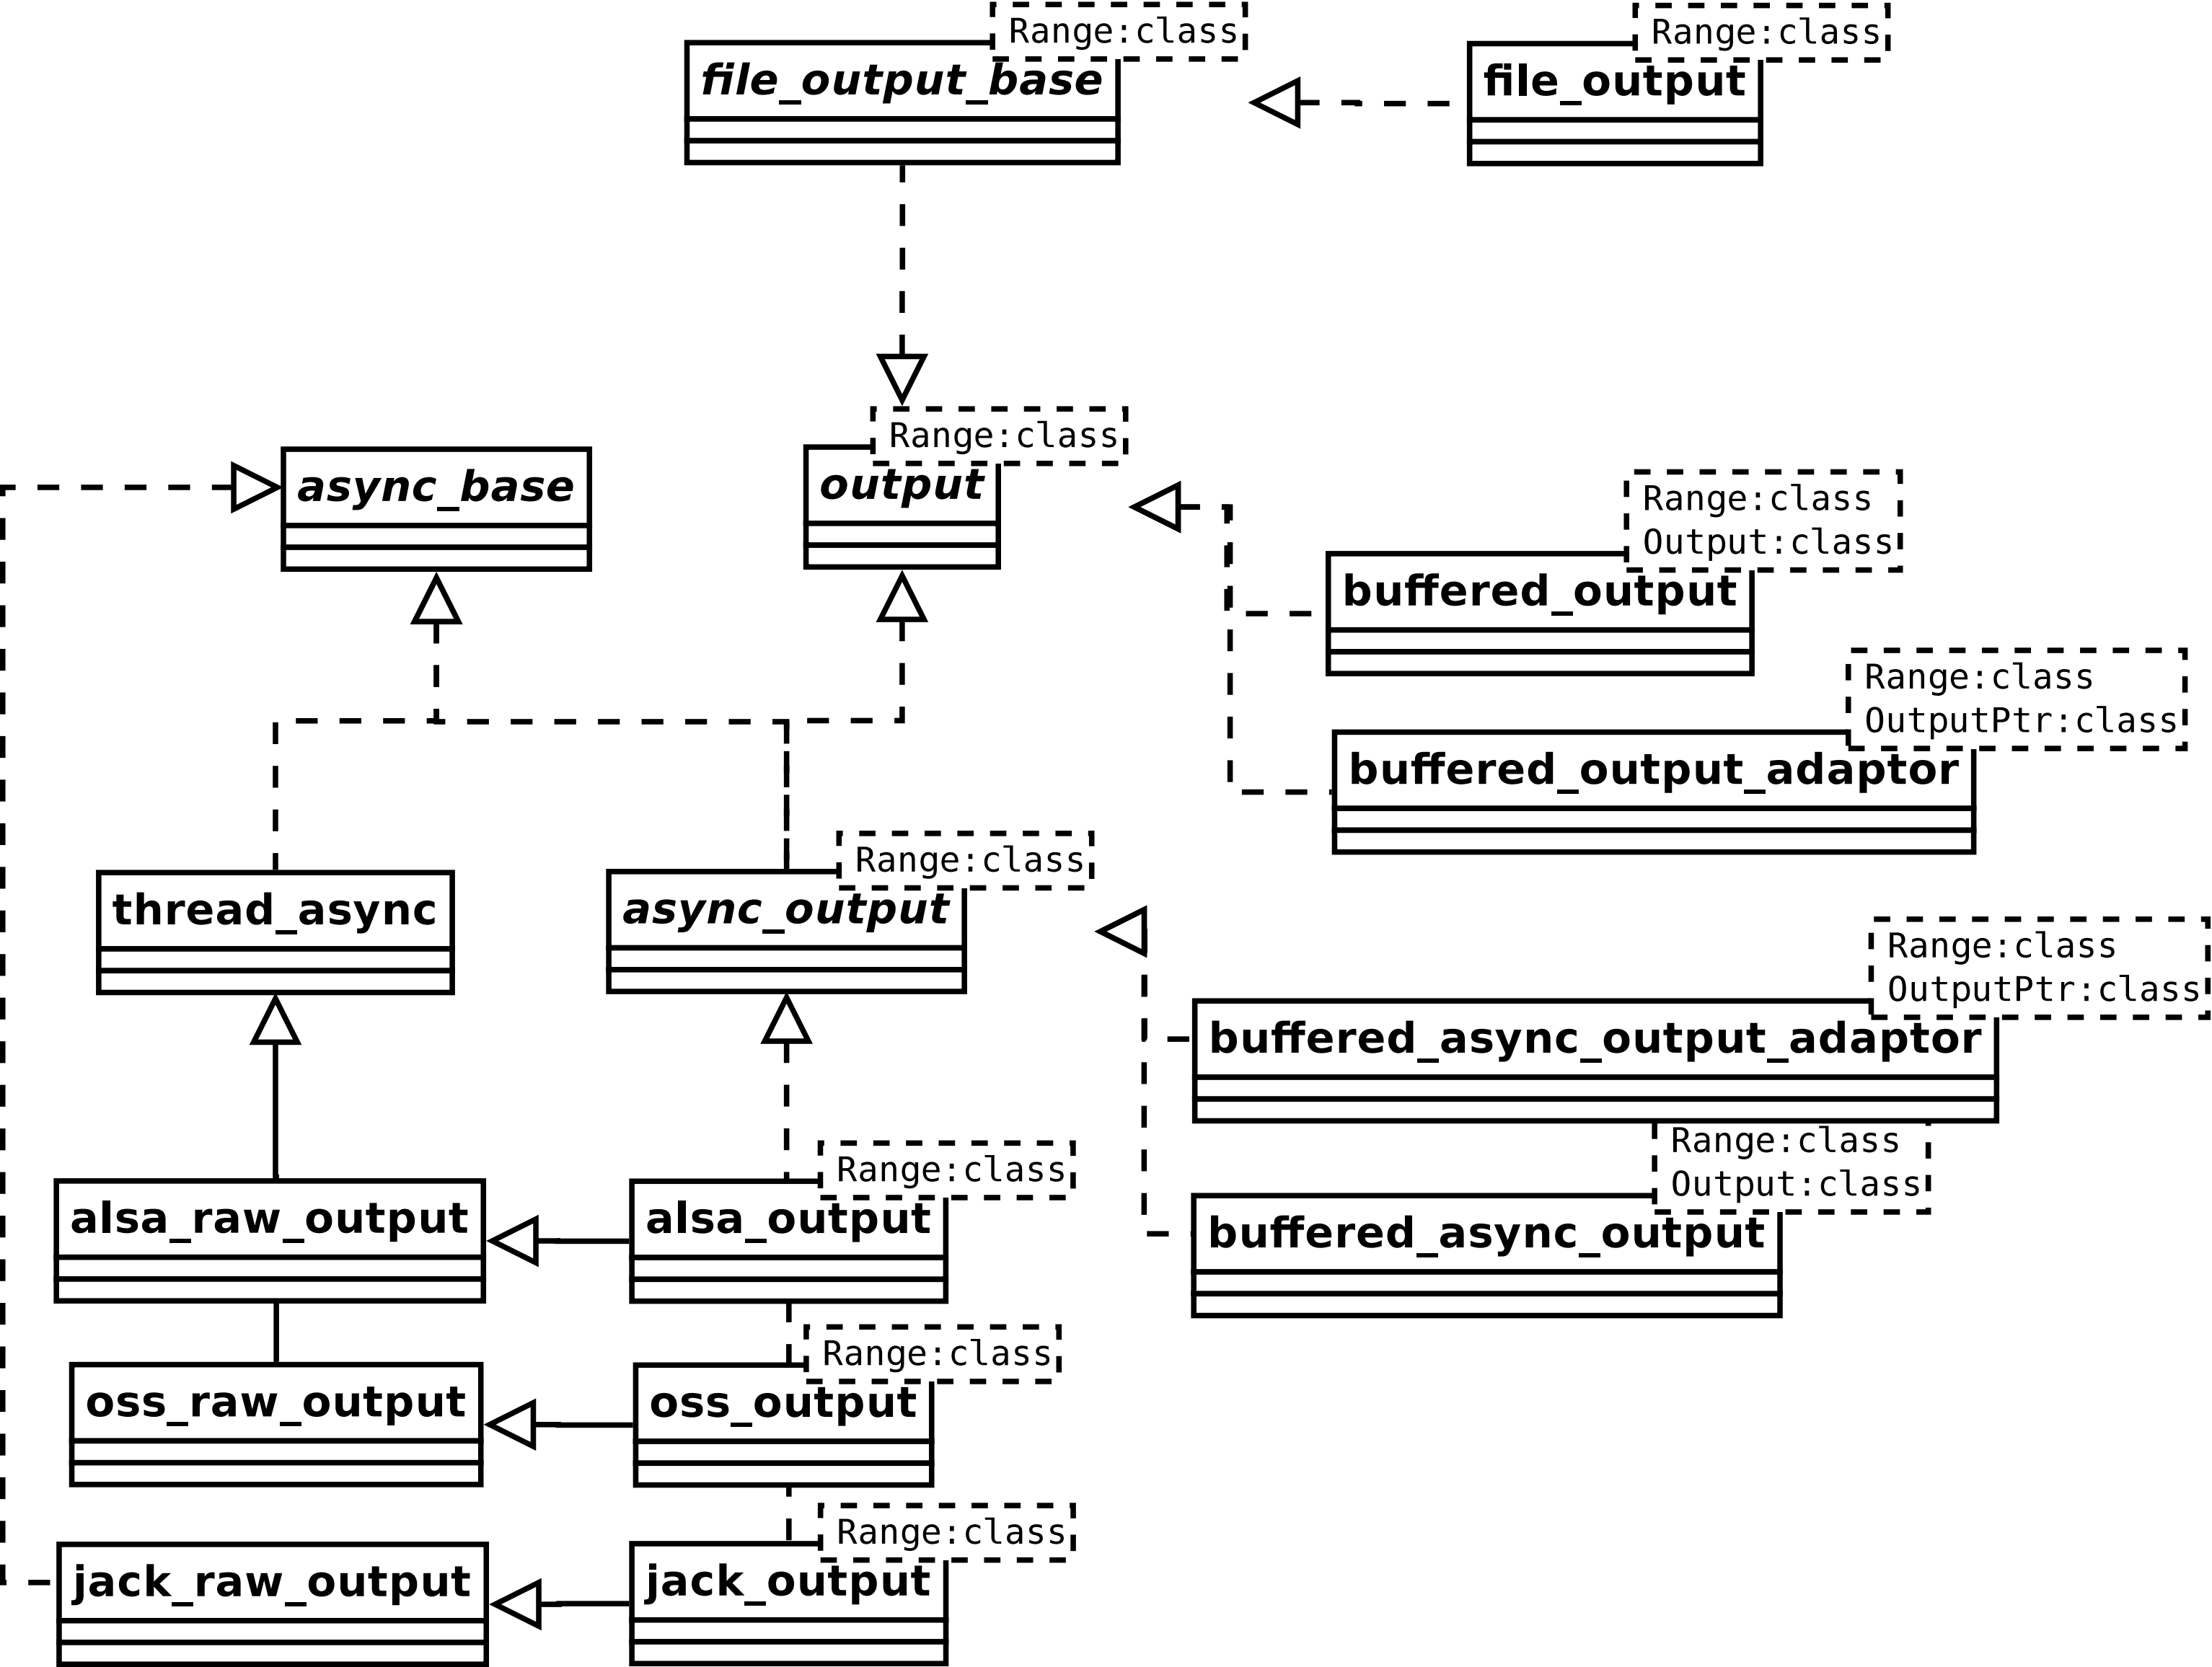 Range:class
file_output_base
Range:class
file_output
Range:class
output
async_base
Range:class
Output:class
buffered_output
Range:class
OutputPtr:class
buffered_output_adaptor
thread_async
Range:class
async_output
Range:class
OutputPtr:class
buffered_async_output_adaptor
Range:class
Output:class
buffered_async_output
alsa_raw_output
Range:class
alsa_output
oss_raw_output
Range:class
oss_output
jack_raw_output
Range:class
jack_output